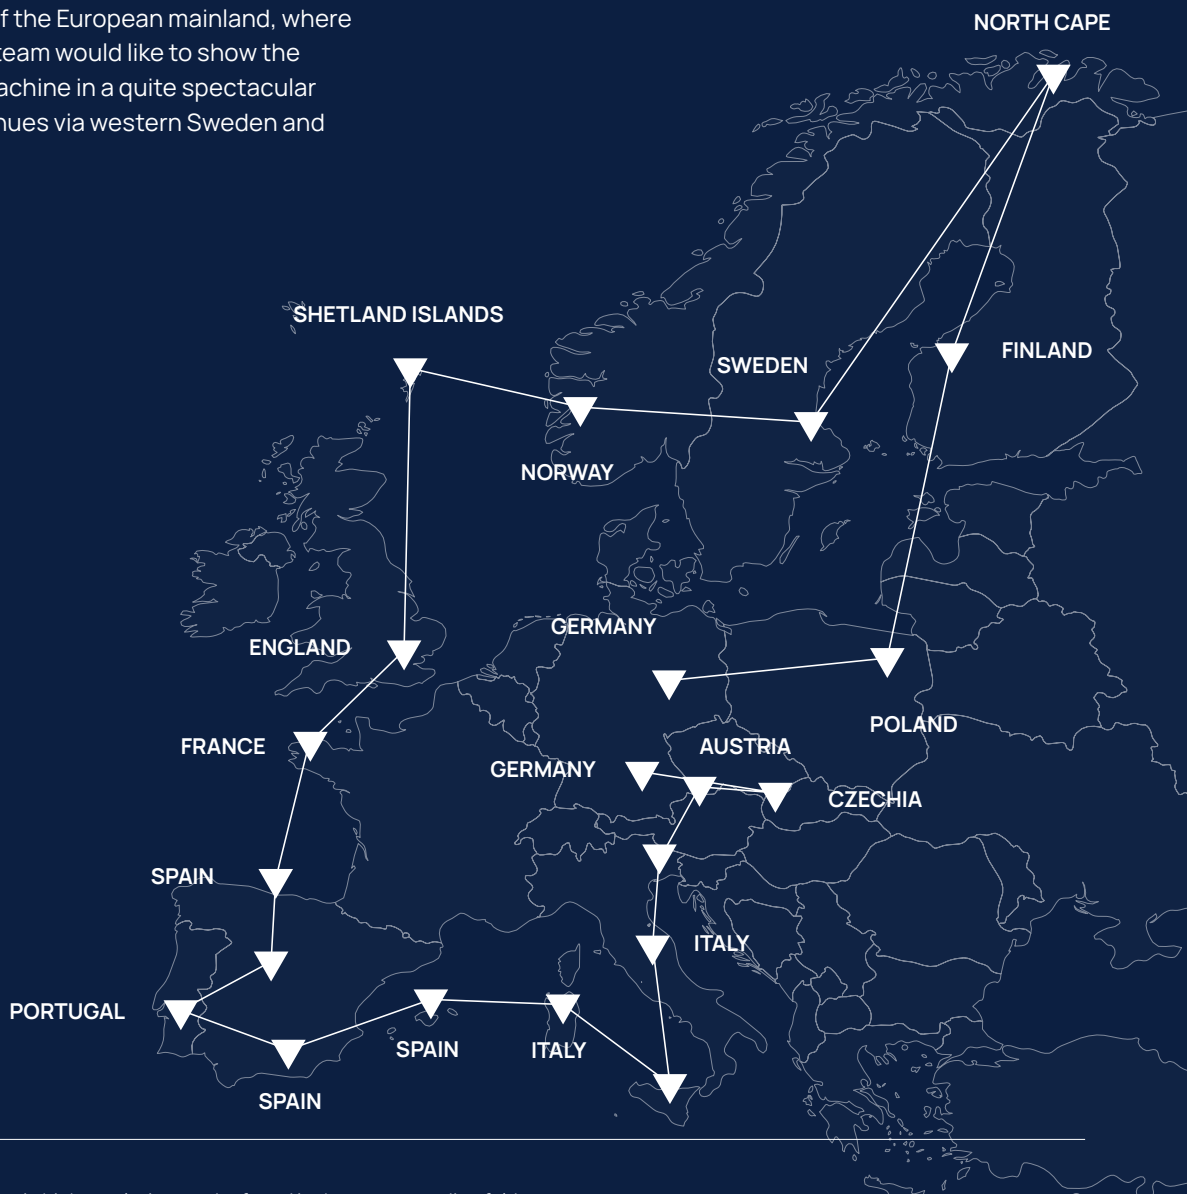 f the European mainland, where
team would like to show the
achine in a quite spectacular
nues via western Sweden and
NORTH CAPE
SHETLAND ISLANDS
SWEDEN
FINLAND
NORWAY
GERMANY
ENGLAND
POLAND
FRANCE
AUSTRIA
GERMANY
CZECHIA
SPAIN
ITALY
PORTUGAL
SPAIN
ITALY
SPAIN